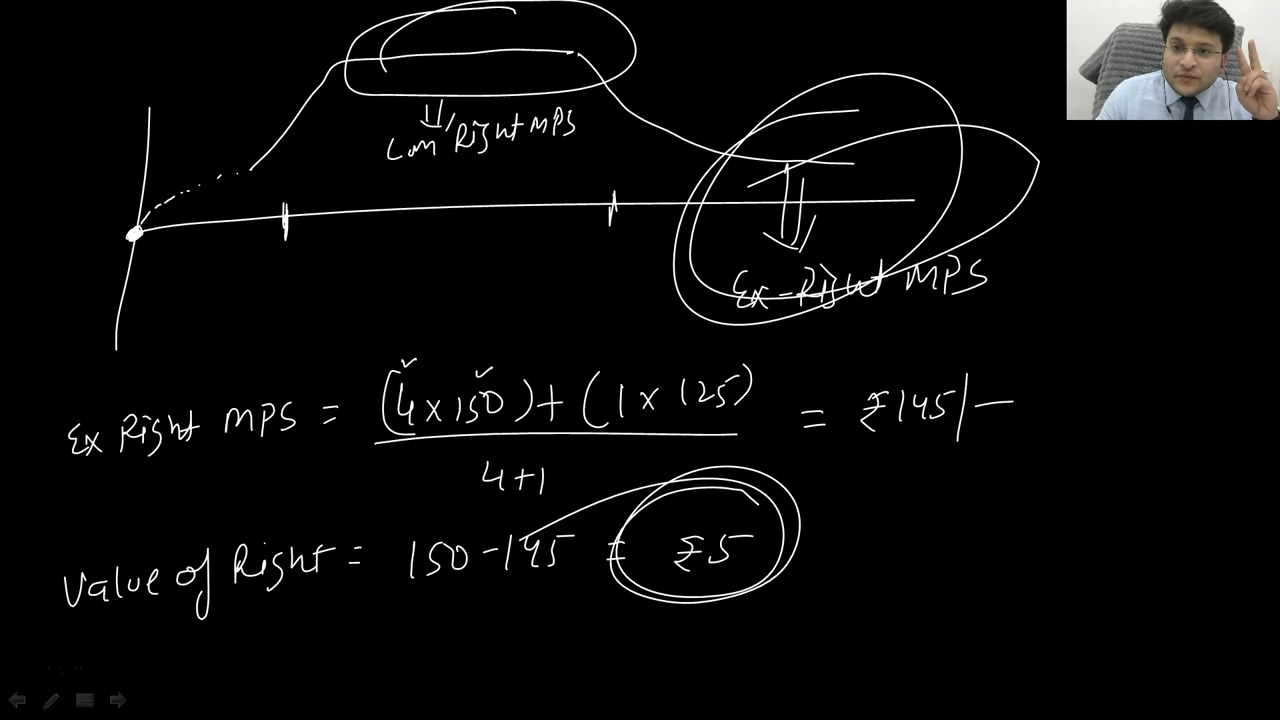 Cum Right MPS
Ex-Right MPS
Ex Right MPS = (4 x 150) + (1 x 125) = ₹145/-
4+1
Value of Right = 150-145 = ₹5